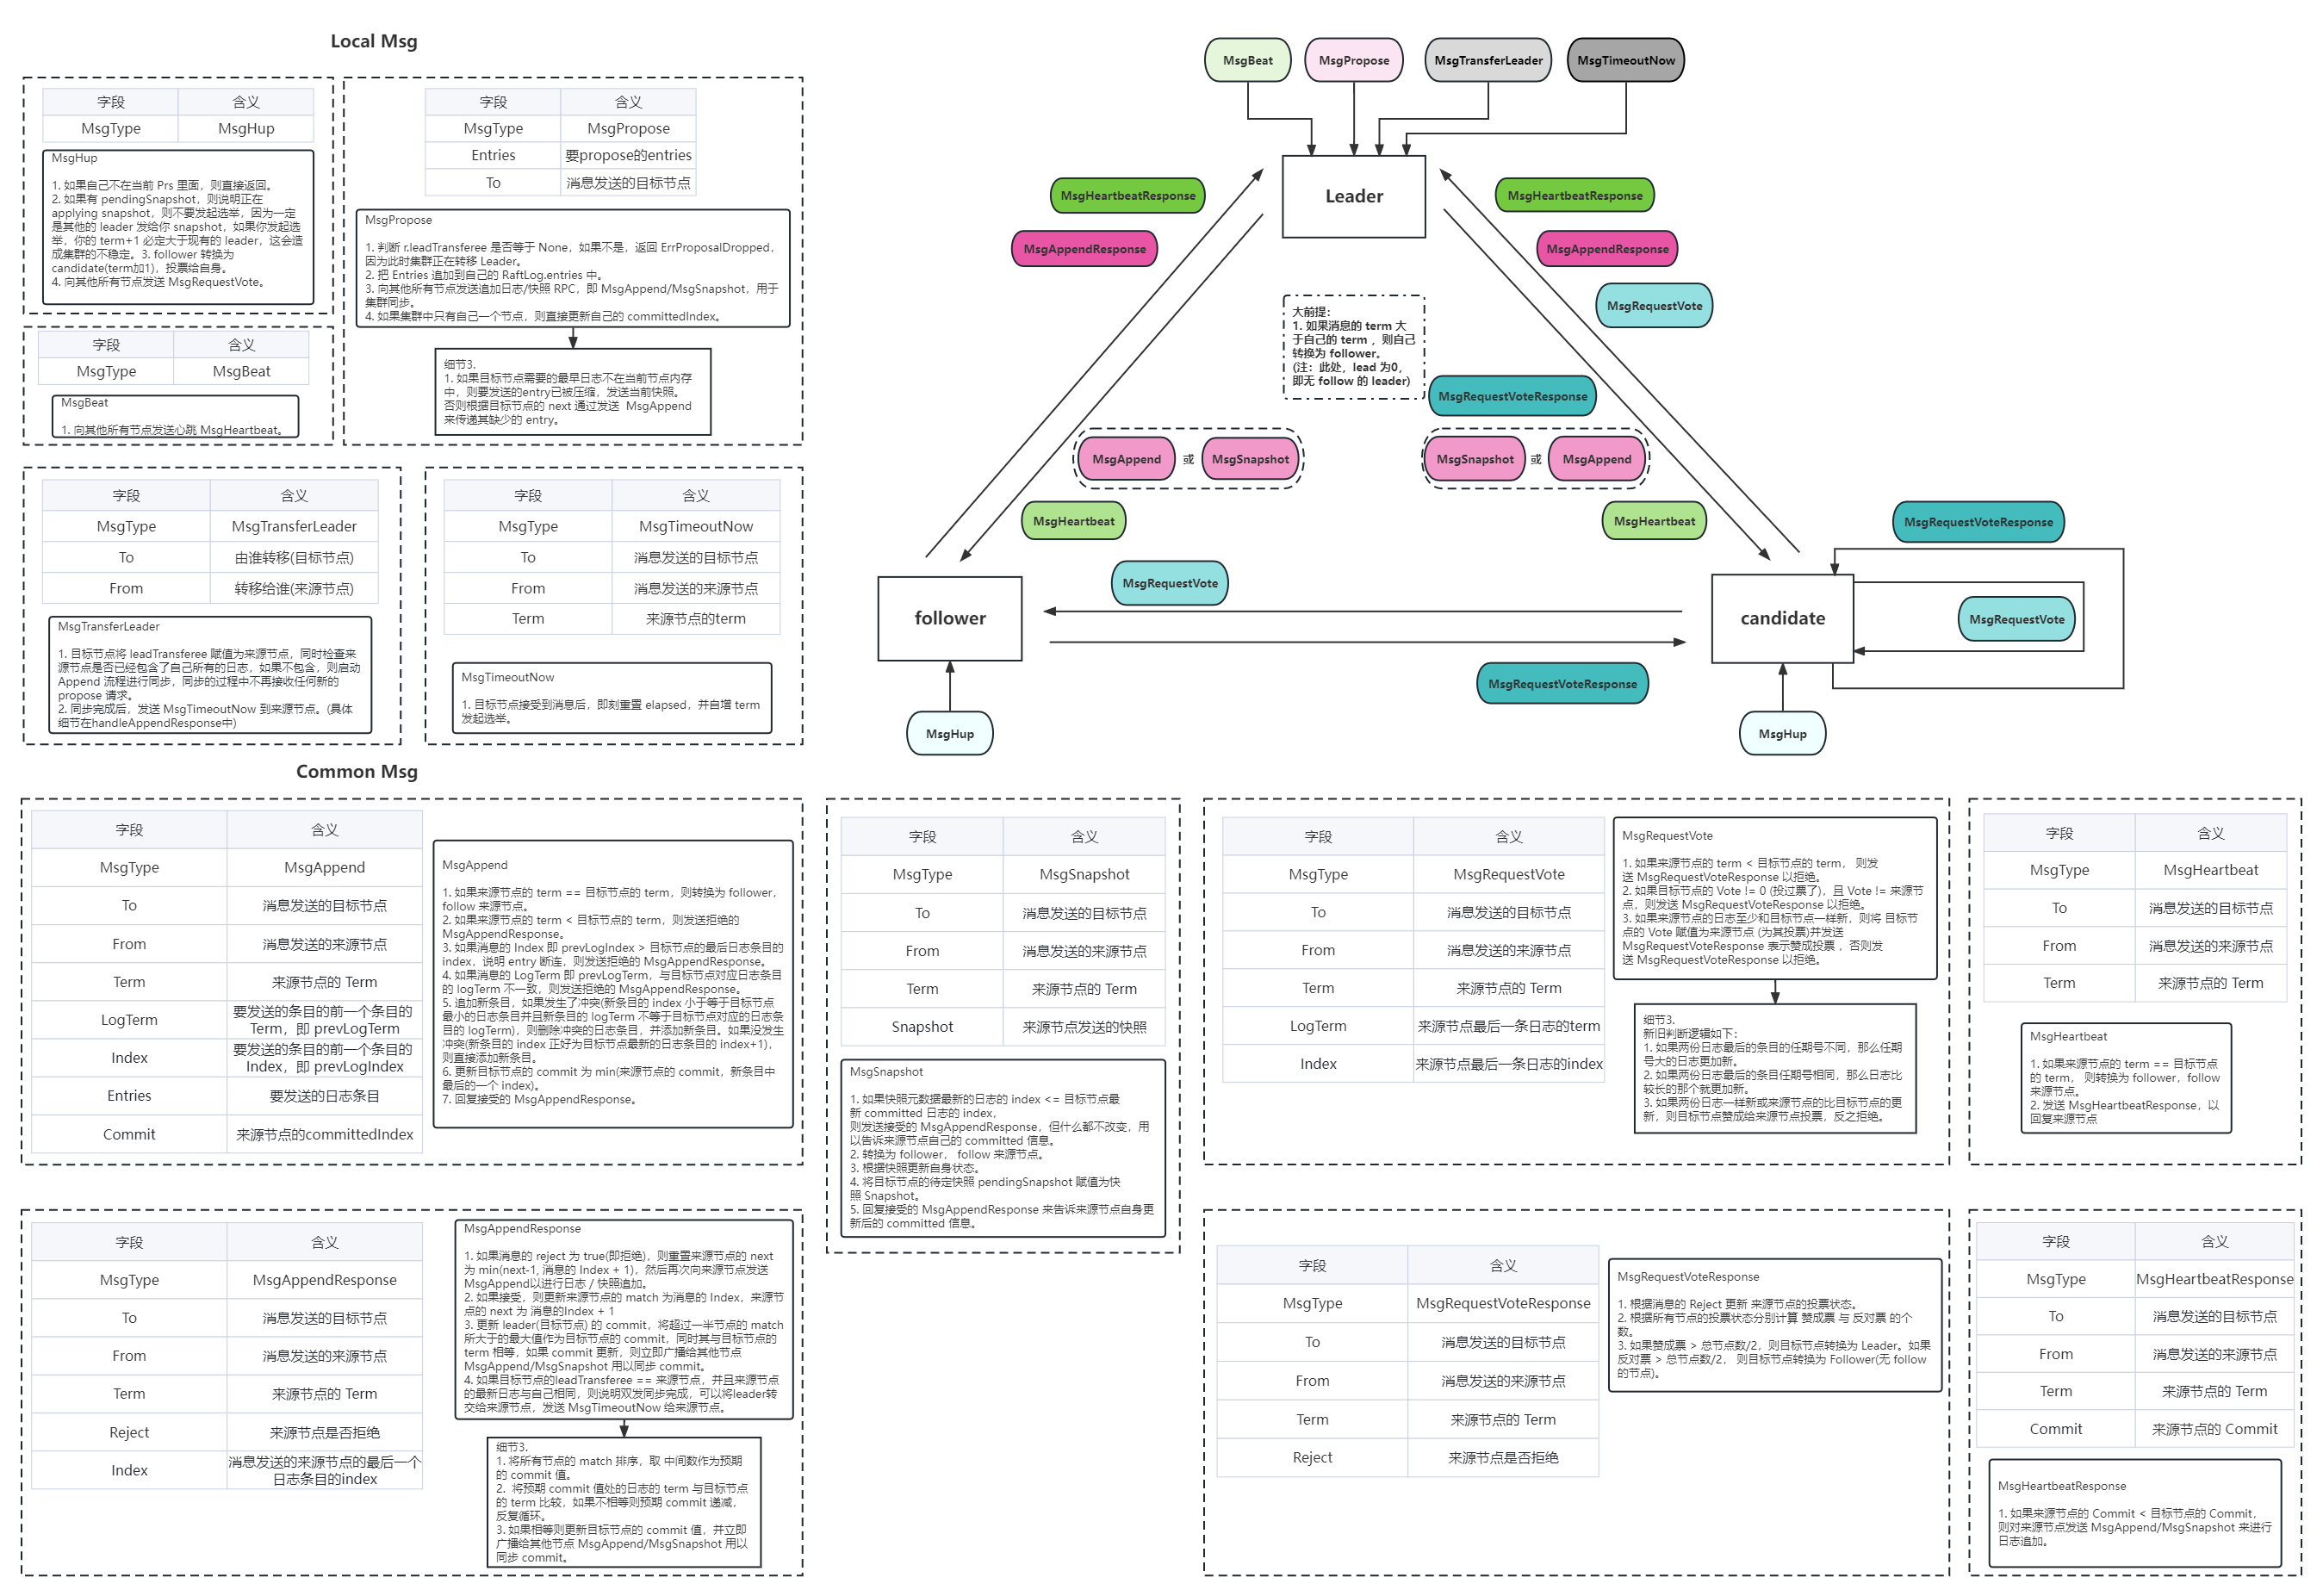 Local Msg
字段 含义
MsgType MsgHup
MsgHup
1. 如果自己不在当前 Prs 里面，则直接返回。
2. 如果有 pendingSnapshot，则说明正在
applying snapshot，则不要发起选举，因为一定
是其他的 leader 发给你 snapshot，如果你发起选
举，你的 term+1 必定大于现有的 leader，这会造
成集群的不稳定。3. follower 转换为
candidate(term加1)，投票给自身。
4. 向其他所有节点发送 MsgRequestVote。
字段 含义
MsgType MsgPropose
Entries 要propose的entries
To 消息发送的目标节点
MsgPropose
1. 判断 r.leadTransferee 是否等于 None，如果不是，返回 ErrProposalDropped，
因为此时集群正在转移 Leader。
2. 把 Entries 追加到自己的 RaftLog.entries 中。
3. 向其他所有节点发送追加日志/快照 RPC，即 MsgAppend/MsgSnapshot，用于
集群同步。
4. 如果集群中只有自己一个节点，则直接更新自己的 committedIndex。
细节3.
1. 如果目标节点需要的最早日志不在当前节点内存
中，则要发送的entry已被压缩，发送当前快照。
否则根据目标节点的 next 通过发送 MsgAppend
来传递其缺少的 entry。
字段 含义
MsgType MsgBeat
MsgBeat
1. 向其他所有节点发送心跳 MsgHeartbeat。
字段 含义
MsgType MsgTransferLeader
To 由谁转移(目标节点)
From 转移给谁(来源节点)
MsgTransferLeader
1. 目标节点将 leadTransferee 赋值为来源节点，同时检查来
源节点是否已经包含了自己所有的日志，如果不包含，则启动
Append 流程进行同步，同步的过程中不再接收任何新的
propose 请求。
2. 同步完成后，发送 MsgTimeoutNow 到来源节点。(具体
细节在handleAppendResponse中)
字段 含义
MsgType MsgTimeoutNow
To 消息发送的目标节点
From 消息发送的来源节点
Term 来源节点的term
MsgTimeoutNow
1. 目标节点接受到消息后，即刻重置 elapsed，并自增 term
发起选举。
MsgBeat MsgPropose MsgTransferLeader MsgTimeoutNow
Leader
MsgHeartbeatResponse MsgHeartBeatResponse
MsgAppendResponse MsgAppendResponse
MsgRequestVote
大前提：
1. 如果消息的 term 大
于自己的 term ，则自己
转换为 follower。
(注：此处，lead 为0，
即无 follow 的 leader)
MsgRequestVoteResponse
MsgAppend 或 MsgSnapshot MsgSnapshot 或 MsgAppend
MsgHeartbeat MsgHeartbeat
MsgRequestVoteResponse
MsgRequestVote
follower candidate
MsgRequestVote
MsgRequestVoteResponse
MsgHup MsgHup
Common Msg
字段 含义
MsgType MsgAppend
To 消息发送的目标节点
From 消息发送的来源节点
Term 来源节点的 Term
LogTerm 要发送的条目的前一个条目的
Term，即 prevLogTerm
Index 要发送的条目的前一个条目的
Index，即 prevLogIndex
Entries 要发送的日志条目
Commit 来源节点的committedIndex
MsgAppend
1. 如果来源节点的 term == 目标节点的 term，则转换为 follower，
follow 来源节点。
2. 如果来源节点的 term < 目标节点的 term，则发送拒绝的
MsgAppendResponse。
3. 如果消息的 Index 即 prevLogIndex > 目标节点的最后日志条目的
index，说明 entry 断连，则发送拒绝的 MsgAppendResponse。
4. 如果消息的 LogTerm 即 prevLogTerm，与目标节点对应日志条目
的 logTerm 不一致，则发送拒绝的 MsgAppendResponse。
5. 追加新条目，如果发生了冲突(新条目的 index 小于等于目标节点
最小的日志条目并且新条目的 logTerm 不等于目标节点对应的日志条
目的 logTerm)，则删除冲突的日志条目，并添加新条目。如果没发生
冲突(新条目的 index 正好为目标节点最新的日志条目的 index+1)，
则直接添加新条目。
6. 更新目标节点的 commit 为 min(来源节点的 commit，新条目中
最后的一个 index)。
7. 回复接受的 MsgAppendResponse。
字段 含义
MsgType MsgSnapshot
To 消息发送的目标节点
From 消息发送的来源节点
Term 来源节点的 Term
Snapshot 来源节点发送的快照
MsgSnapshot
1. 如果快照元数据最新的日志的 index <= 目标节点最
新 committed 日志的 index，
则发送接受的 MsgAppendResponse，但什么都不改变，用
以告诉来源节点自己的 committed 信息。
2. 转换为 follower， follow 来源节点。
3. 根据快照更新自身状态。
4. 将目标节点的待定快照 pendingSnapshot 赋值为快
照 Snapshot。
5. 回复接受的 MsgAppendResponse 来告诉来源节点自身更
新后的 committed 信息。
字段 含义
MsgType MsgRequestVote
To 消息发送的目标节点
From 消息发送的来源节点
Term 来源节点的 Term
LogTerm 来源节点最后一条日志的term
Index 来源节点最后一条日志的index
MsgRequestVote
1. 如果来源节点的 term < 目标节点的 term， 则发
送 MsgRequestVoteResponse 以拒绝。
2. 如果目标节点的 Vote != 0 (投过票了)，且 Vote != 来源节
点，则发送 MsgRequestVoteResponse 以拒绝。
3. 如果来源节点的日志至少和目标节点一样新，则将 目标节
点的 Vote 赋值为来源节点 (为其投票)并发送
MsgRequestVoteResponse 表示赞成投票 ，否则发
送 MsgRequestVoteResponse 以拒绝。
细节3.
新旧判断逻辑如下：
1. 如果两份日志最后的条目的任期号不同，那么任期
号大的日志更加新。
2. 如果两份日志最后的条目任期号相同，那么日志比
较长的那个就更加新。
3. 如果两份日志一样新或来源节点的比目标节点的更
新，则目标节点赞成给来源节点投票，反之拒绝。
字段 含义
MsgType MsgHeartbeat
To 消息发送的目标节点
From 消息发送的来源节点
Term 来源节点的 Term
MsgHeartbeat
1. 如果来源节点的 term == 目标节点
的 term， 则转换为 follower，follow
来源节点。
2. 发送 MsgHeartbeatResponse，以
回复来源节点
字段 含义
MsgType MsgAppendResponse
To 消息发送的目标节点
From 消息发送的来源节点
Term 来源节点的 Term
Reject 来源节点是否拒绝
Index 消息发送的来源节点的最后一个
日志条目的index
MsgAppendResponse
1. 如果消息的 reject 为 true(即拒绝)，则重置来源节点的 next
为 min(next-1, 消息的 Index + 1)，然后再次向来源节点发送
MsgAppend以进行日志 / 快照追加。
2. 如果接受，则更新来源节点的 match 为消息的 Index，来源节
点的 next 为 消息的Index + 1
3. 更新 leader(目标节点) 的 commit，将超过一半节点的 match
所大于的最大值作为目标节点的 commit，同时其与目标节点的
term 相等，如果 commit 更新，则立即广播给其他节点
MsgAppend/MsgSnapshot 用以同步 commit。
4. 如果目标节点的leadTransferee == 来源节点，并且来源节点
的最新日志与自己相同，则说明双发同步完成，可以将leader转
交给来源节点，发送 MsgTimeoutNow 给来源节点。
细节3.
1. 将所有节点的 match 排序，取 中间数作为预期
的 commit 值。
2. 将预期 commit 值处的日志的 term 与目标节点
的 term 比较，如果不相等则预期 commit 递减，
反复循环。
3. 如果相等则更新目标节点的 commit 值，并立即
广播给其他节点 MsgAppend/MsgSnapshot 用以
同步 commit。
字段 含义
MsgType MsgRequestVoteResponse
To 消息发送的目标节点
From 消息发送的来源节点
Term 来源节点的 Term
Reject 来源节点是否拒绝
MsgRequestVoteResponse
1. 根据消息的 Reject 更新 来源节点的投票状态。
2. 根据所有节点的投票状态分别计算 赞成票 与 反对票 的个
数。
3. 如果赞成票 > 总节点数/2，则目标节点转换为 Leader。如果
反对票 > 总节点数/2， 则目标节点转换为 Follower(无 follow
的节点)。
字段 含义
MsgType MsgHeartbeatResponse
To 消息发送的目标节点
From 消息发送的来源节点
Term 来源节点的 Term
Commit 来源节点的 Commit
MsgHeartbeatResponse
1. 如果来源节点的 Commit < 目标节点的 Commit，
则对来源节点发送 MsgAppend/MsgSnapshot 来进行
日志追加。